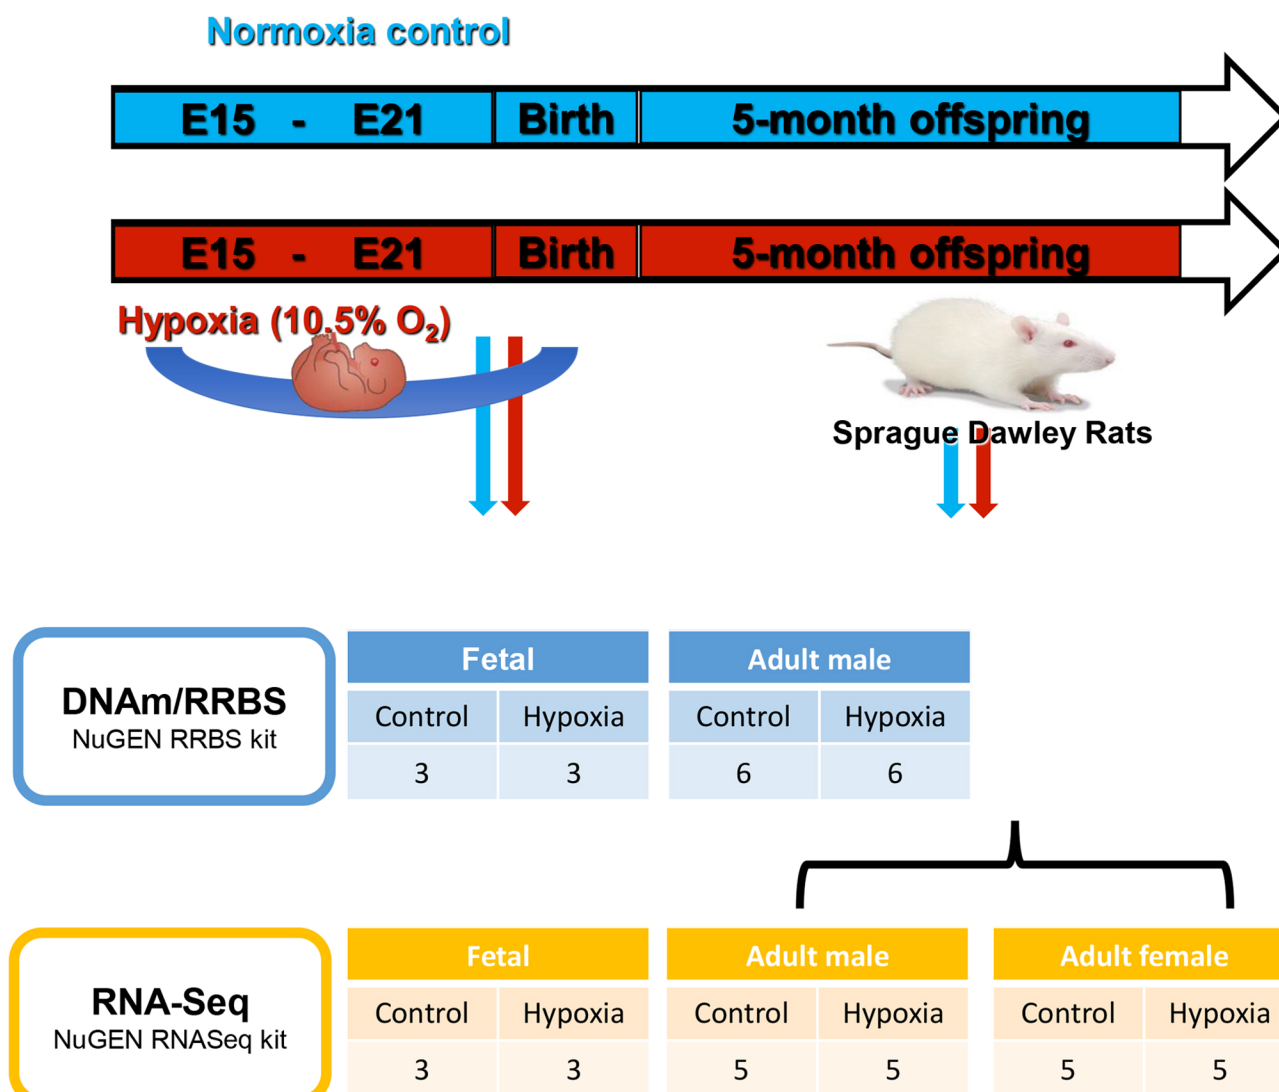 Normoxia control
E15 - E21 Birth 5-month offspring
E15 - E21 Birth 5-month offspring
Hypoxia (10.5% O₂)
Sprague Dawley Rats
DNAm/RRBS
NuGEN RRBS kit
Fetal Adult male
Control Hypoxia Control Hypoxia
3 3 6 6
RNA-Seq
NuGEN RNASeq kit
Fetal Adult male Adult female
Control Hypoxia Control Hypoxia Control Hypoxia
3 3 5 5 5 5